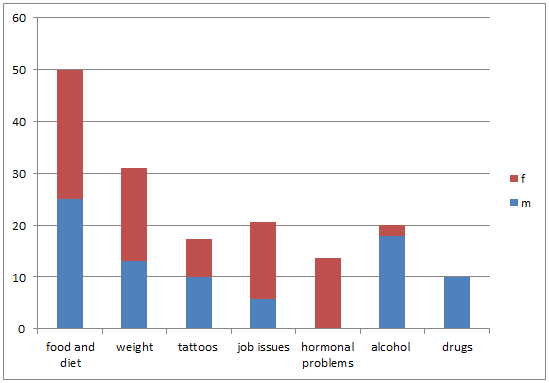 60
50
40
30
20
10
0
f
m
food and diet
weight
tattoos
job issues
hormonal problems
alcohol
drugs